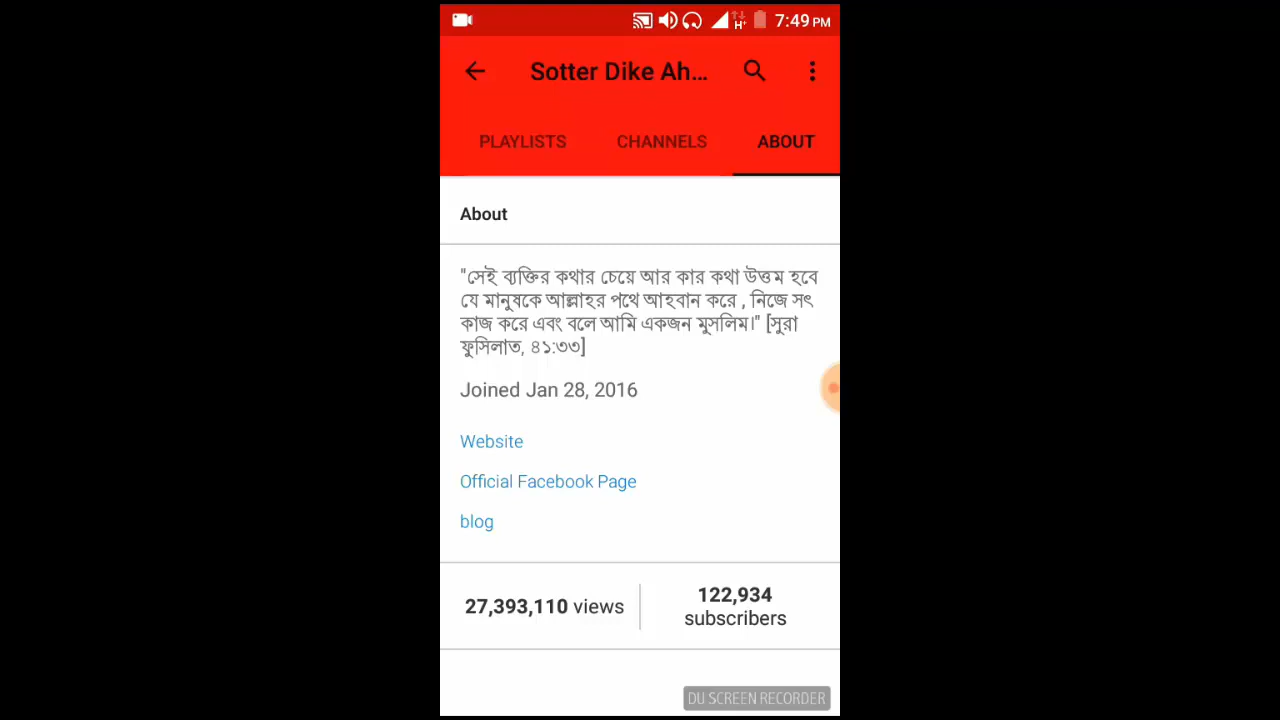 7:49 PM
Sotter Dike Ah...
PLAYLISTS CHANNELS ABOUT
About
"সেই ব্যক্তির কথার চেয়ে আর কার কথা উত্তম হবে
যে মানুষকে আল্লাহর পথে আহবান করে , নিজে সৎ
কাজ করে এবং বলে আমি একজন মুসলিম।" [সুরা
ফুসিলাত, ৪১:৩৩]
Joined Jan 28, 2016
Website
Official Facebook Page
blog
27,393,110 views
122,934
subscribers
DU SCREEN RECORDER